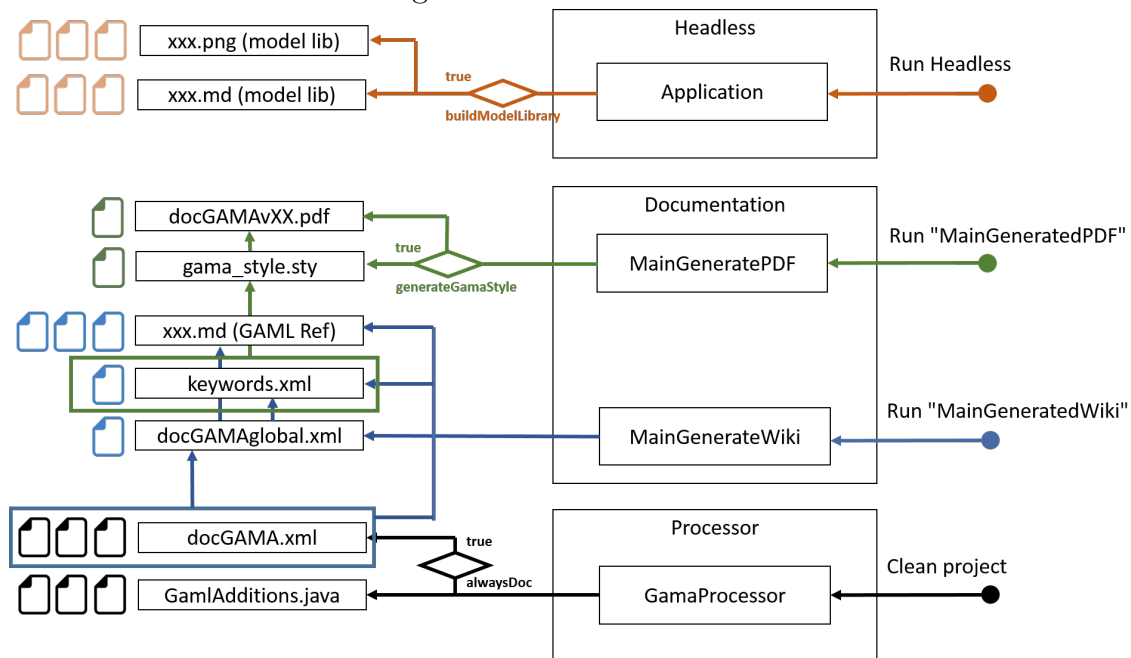 Headless
xxx.png (model lib)
Run Headless
true
xxx.md (model lib)
Application
buildModelLibrary
Documentation
docGAMAvXX.pdf
Run "MainGeneratedPDF"
true
gama_style.sty
MainGeneratePDF
generateGamaStyle
xxx.md (GAML Ref)
keywords.xml
Run "MainGeneratedWiki"
docGAMAglobal.xml
MainGenerateWiki
Processor
docGAMA.xml
true
Clean project
alwaysDoc
GamlAdditions.java
GamaProcessor